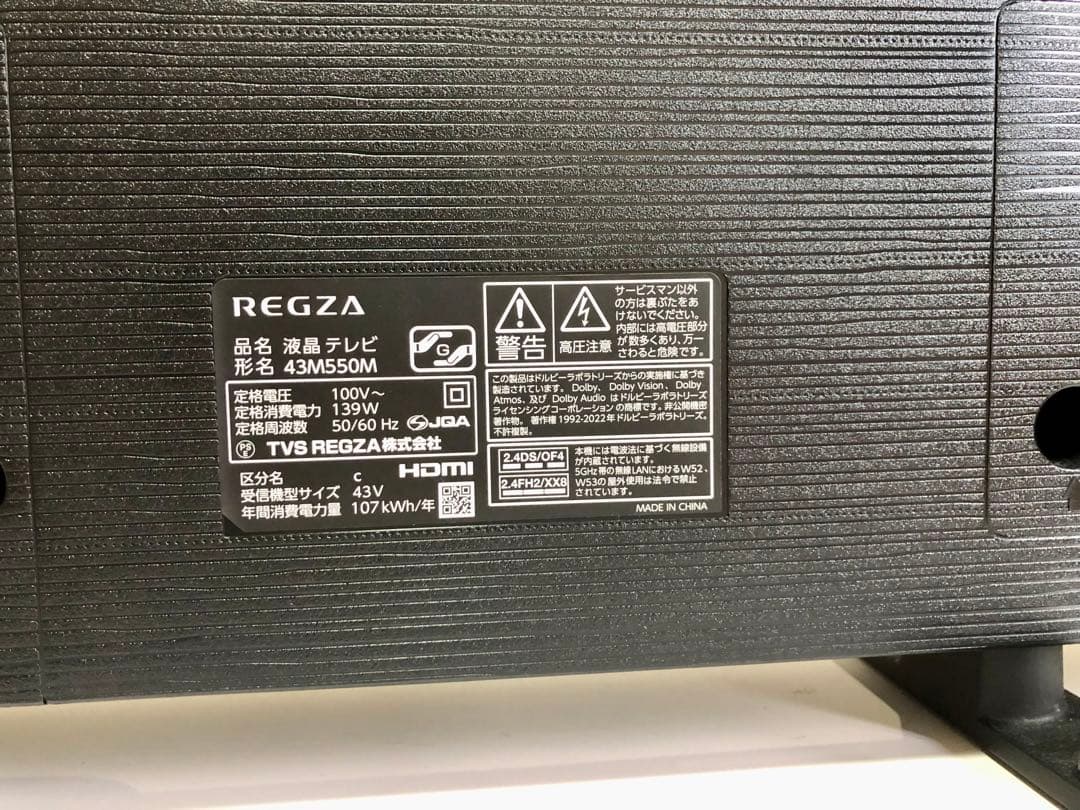 REGZA
品名 液晶テレビ
形名 43M550M
G
定格電圧 100V～
定格消費電力 139W
定格周波数 50/60 Hz JQA
PSE TVS REGZA株式会社
HDMI
区分名 c
受信機型サイズ 43V
年間消費電力量 107kWh/年
警告
高圧注意
サービスマン以外
の方は裏ぶたをあ
けないでください。
内部には高電圧部分
が数多くあり、万一
さわると危険です。
この製品はドルビーラボラトリーズからの実施権に基づき
製造されています。Dolby、Dolby Vision、Dolby
Atmos、及び Dolby Audio はドルビーラボラトリーズ
ライセンシングコーポレーションの商標です。非公開機密
著作物。著作権 1992-2022年ドルビーラボラトリーズ。
不許複製。
2.4DS/OF4
2.4FH2/XX8
本機には電波法に基づく無線設備
が内蔵されています。
5GHz帯の無線LANにおけるW52、
W53の屋外使用は法令で禁止
されています。
MADE IN CHINA